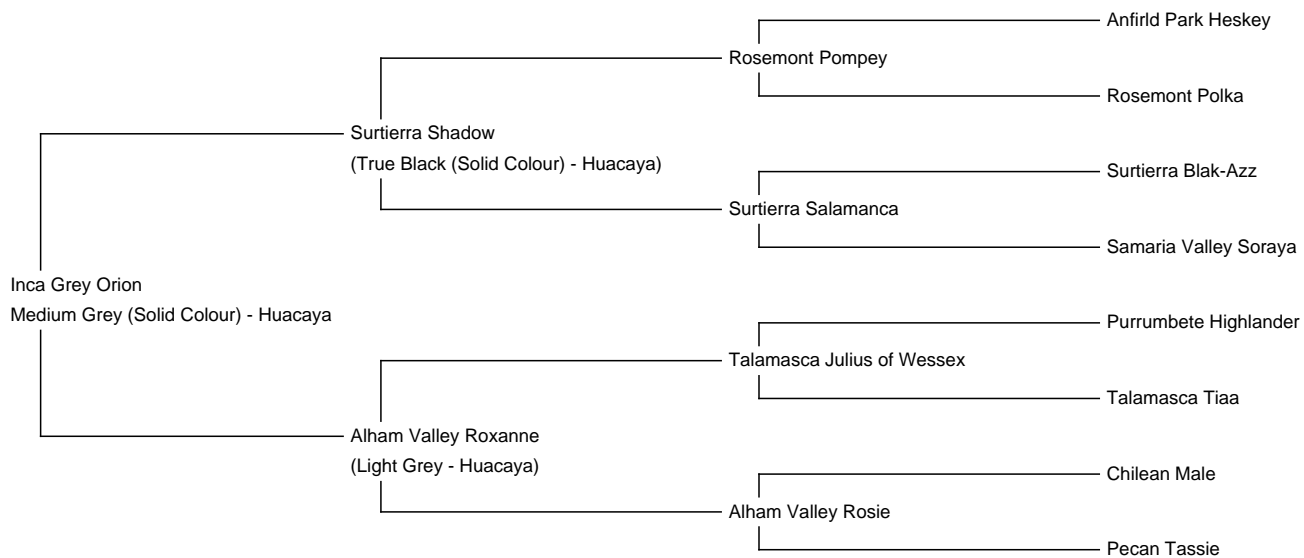 Anfirld Park Heskey
Rosemont Pompey
Rosemont Polka
Surtierra Shadow
(True Black (Solid Colour) - Huacaya)
Surtierra Blak-Azz
Surtierra Salamanca
Samaria Valley Soraya
Inca Grey Orion
Medium Grey (Solid Colour) - Huacaya
Purrumbete Highlander
Talamasca Julius of Wessex
Talamasca Tiaa
Alham Valley Roxanne
(Light Grey - Huacaya)
Chilean Male
Alham Valley Rosie
Pecan Tassie